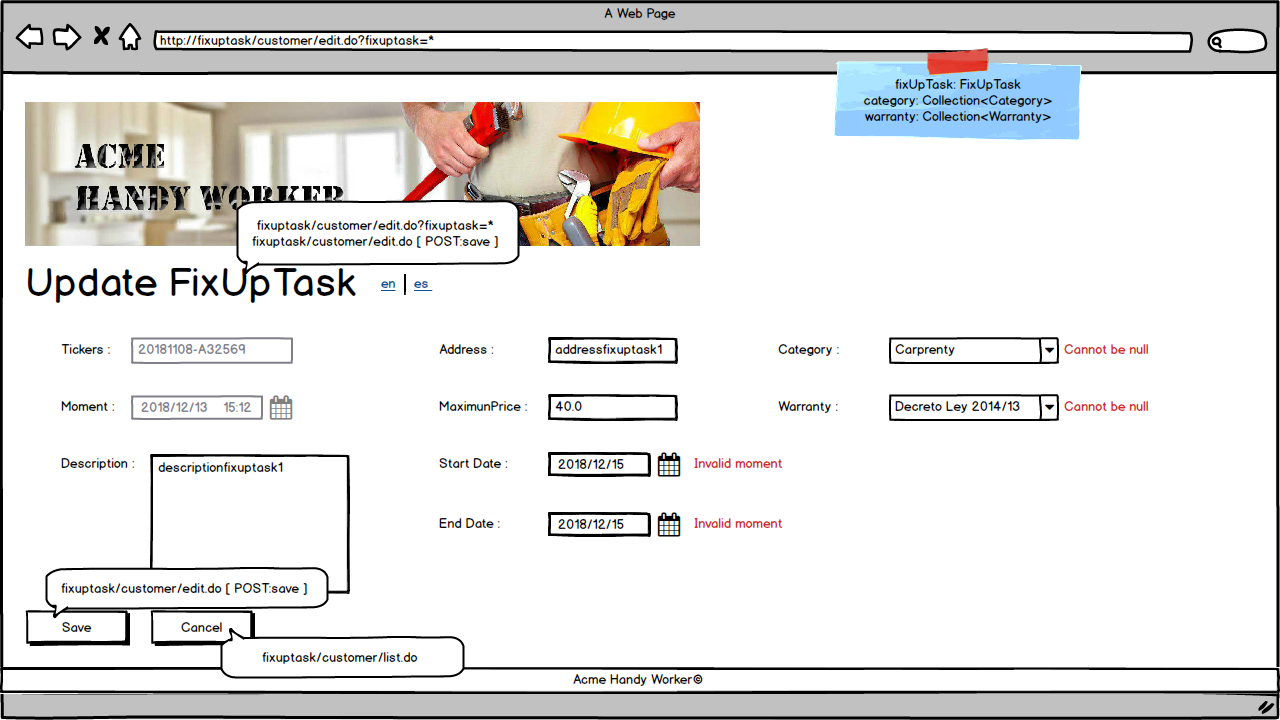 A Web Page
http://fixuptask/customer/edit.do?fixuptask=*
fixUpTask: FixUpTask
category: Collection<Category>
warranty: Collection<Warranty>
ACME
HANDY WORKER
fixuptask/customer/edit.do?fixuptask=*
fixuptask/customer/edit.do [ POST:save ]
Update FixUpTask en | es
Tickers : 20181108-A32569 Address : addressfixuptask1 Category : Carprenty Cannot be null
Moment : 2018/12/13 15:12 MaximunPrice : 40.0 Warranty : Decreto Ley 2014/13 Cannot be null
Description : descriptionfixuptask1 Start Date : 2018/12/15 Invalid moment
End Date : 2018/12/15 Invalid moment
fixuptask/customer/edit.do [ POST:save ]
Save Cancel
fixuptask/customer/list.do
Acme Handy Worker©